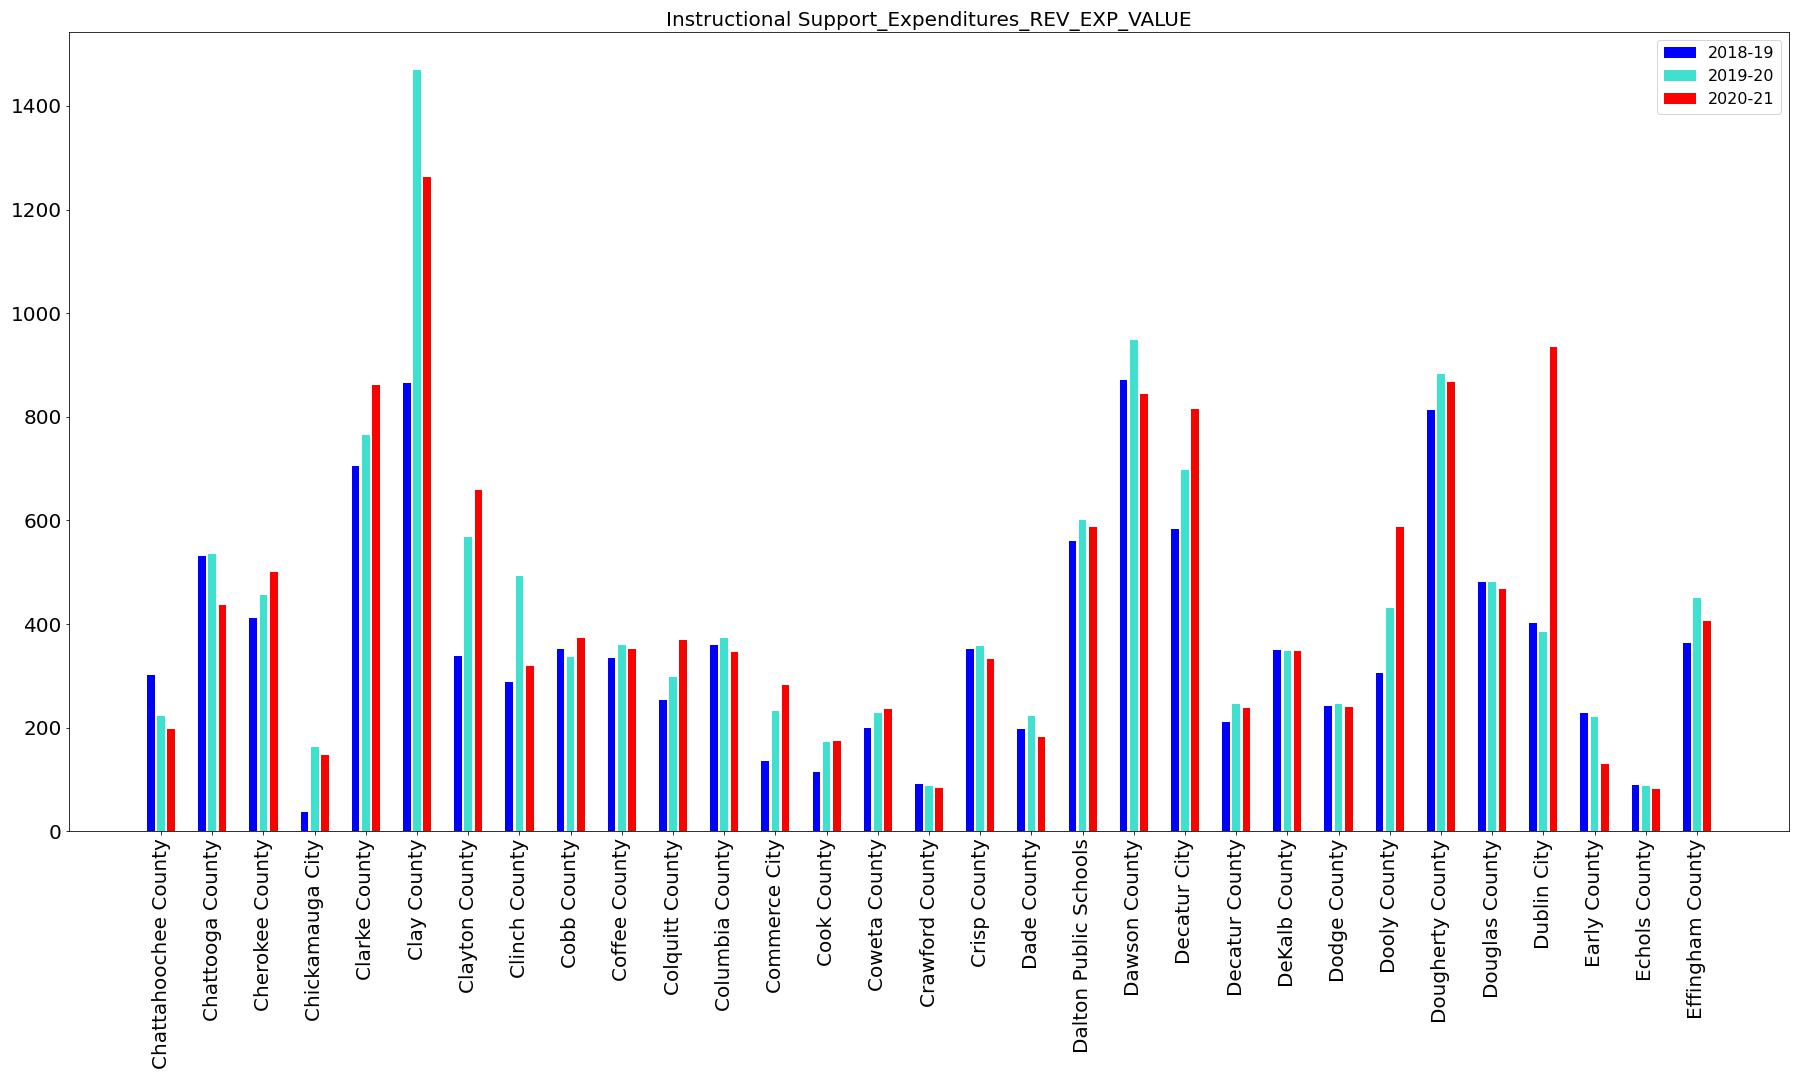 Instructional Support_Expenditures_REV_EXP_VALUE
2018-19
2019-20
2020-21
1400
1200
1000
800
600
400
200
0
Chattahoochee County
Chattooga County
Cherokee County
Chickamauga City
Clarke County
Clay County
Clayton County
Clinch County
Cobb County
Coffee County
Colquitt County
Columbia County
Commerce City
Cook County
Coweta County
Crawford County
Crisp County
Dade County
Dalton Public Schools
Dawson County
Decatur City
Decatur County
DeKalb County
Dodge County
Dooly County
Dougherty County
Douglas County
Dublin City
Early County
Echols County
Effingham County